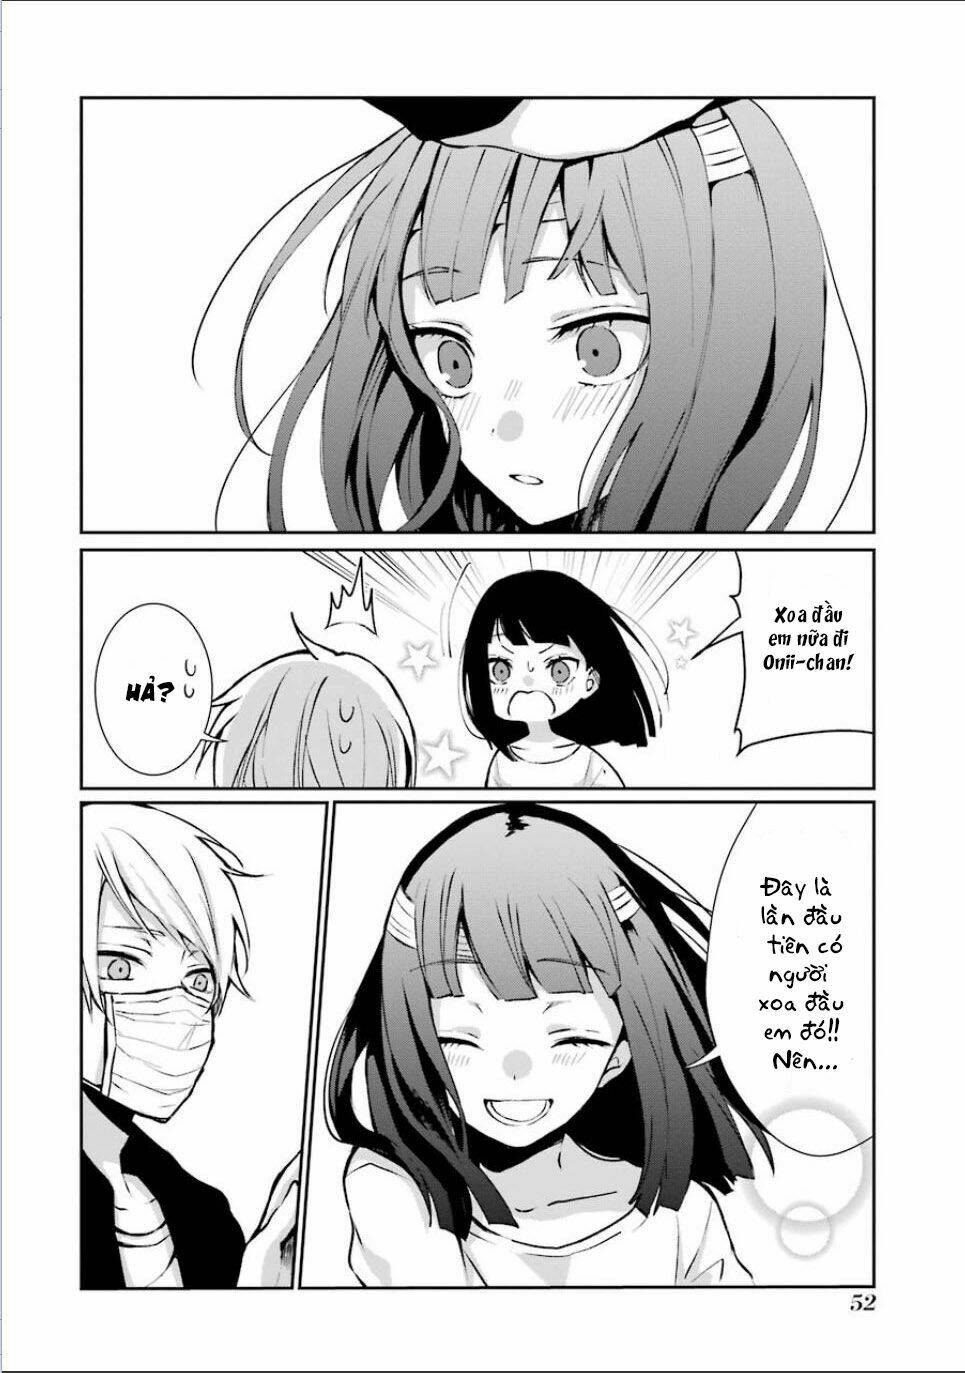 Xoa đầu
em nữa đi
Onii-chan!
HẢ?
Đây là
lần đầu
tiên có
người
xoa đầu
em đó!!
Nên...
52